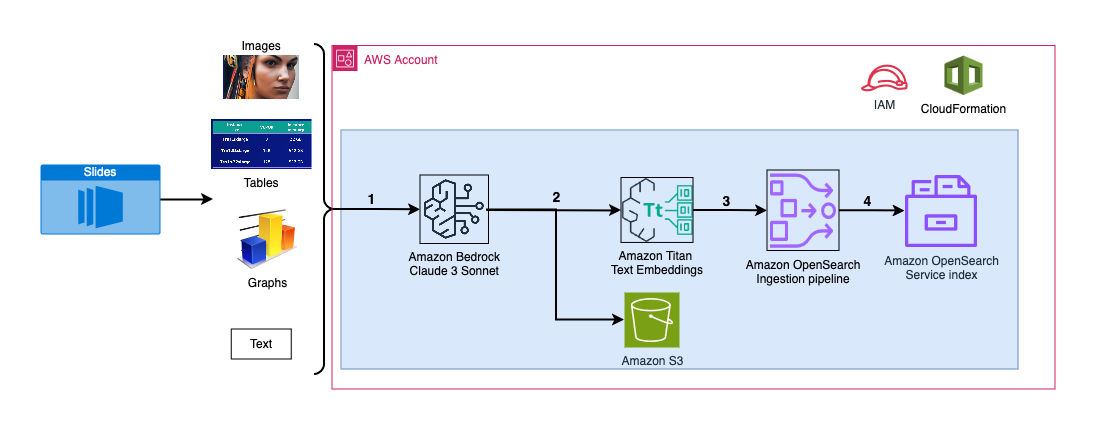 Images
AWS Account
IAM
CloudFormation
Slides
Tables
Graphs
Text
1
Amazon Bedrock
Claude 3 Sonnet
2
Tt
Amazon Titan
Text Embeddings
3
Amazon OpenSearch
Ingestion pipeline
4
Amazon OpenSearch
Service index
Amazon S3